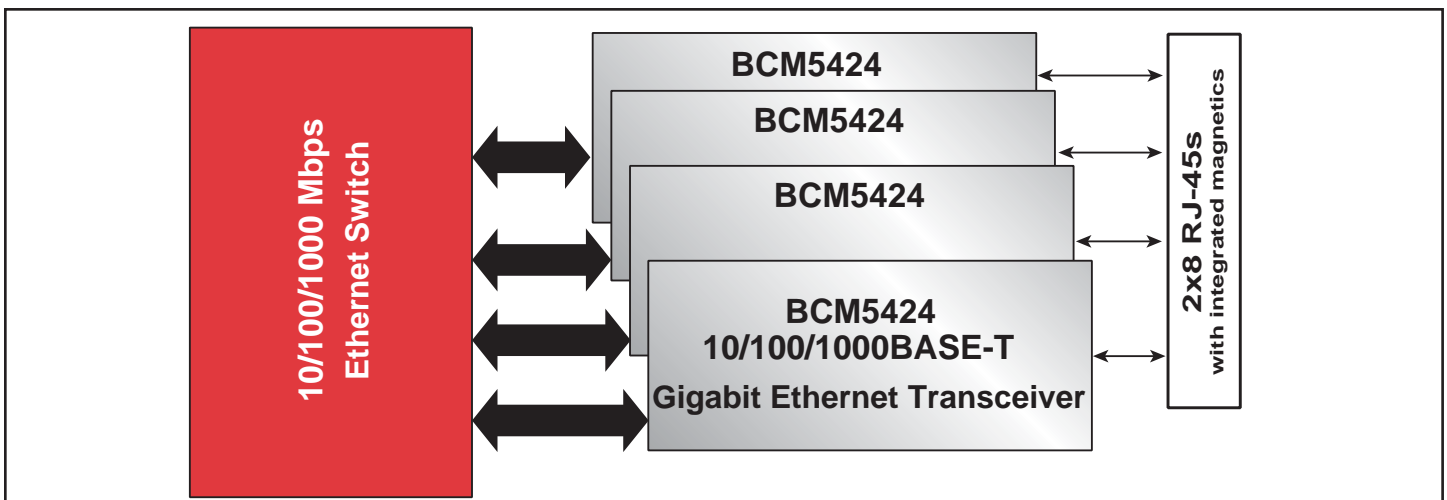 10/100/1000 Mbps
Ethernet Switch
BCM5424
BCM5424
BCM5424
BCM5424
10/100/1000BASE-T
Gigabit Ethernet Transceiver
2x8 RJ-45s
with integrated magnetics